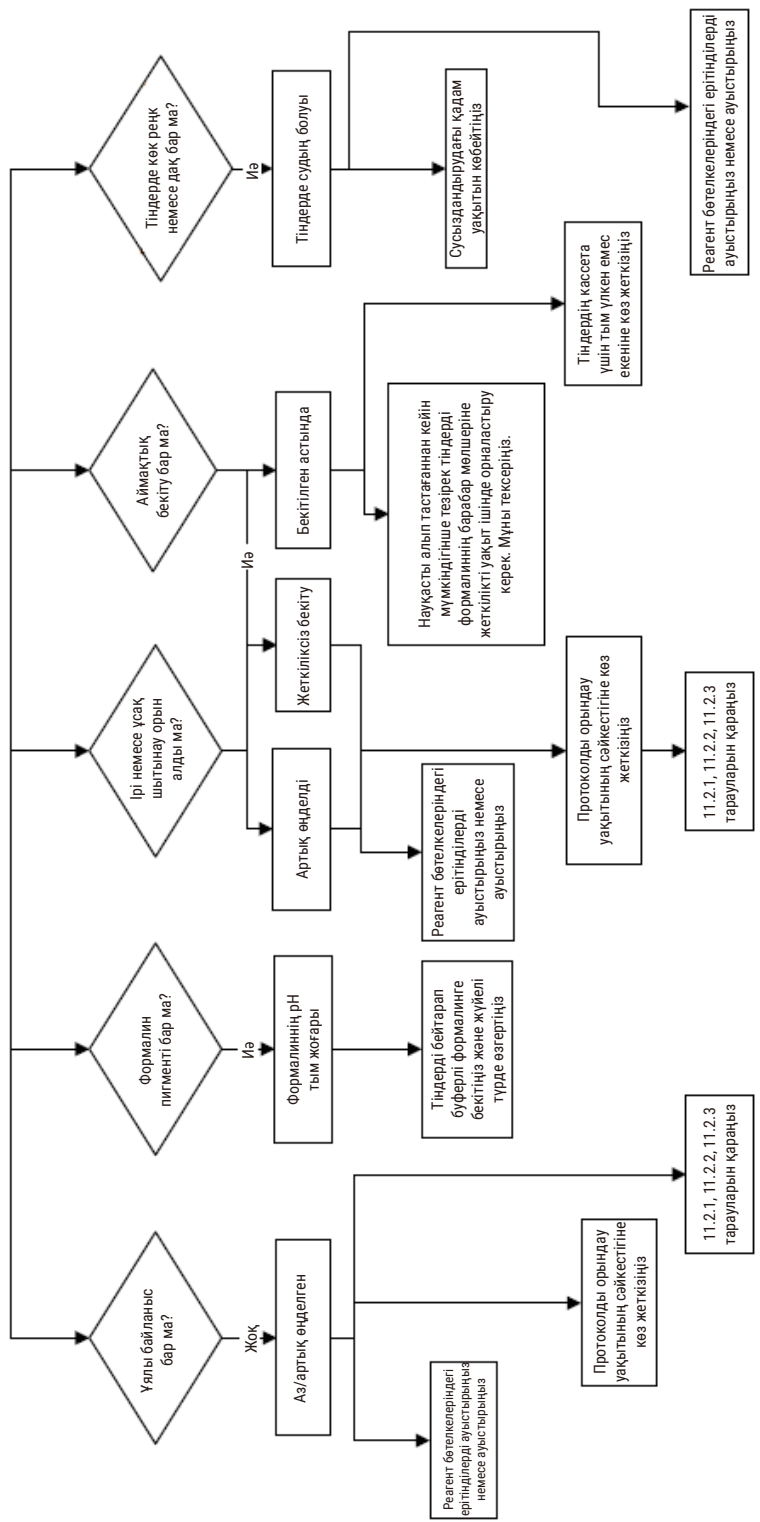 Ұялы байланыс
бар ма?
Жоқ
Аз/артық өңделген
Реагент бөтелкелеріндегі
ерітінділерді ауыстырыңыз
немесе ауыстырыңыз
Протоколды орындау
уақытының сәйкестігіне
көз жеткізіңіз
11.2.1, 11.2.2, 11.2.3
тарауларын қараңыз
Формалин
пигменті бар ма?
Иә
Формалиннің pH
тым жоғары
Тіндерді бейтарап
буферлі формалинге
бекітіңіз және жүйелі
түрде өзгертіңіз
Ірі немесе ұсақ
шытынау орын
алды ма?
Аймақтық
бекіту бар ма?
Иә
Артық өңделді
Жеткіліксіз бекіту
Бекітілген астында
Реагент бөтелкелеріндегі
ерітінділерді
ауыстырыңыз немесе
ауыстырыңыз
Протоколды орындау
уақытының сәйкестігіне көз
жеткізіңіз
11.2.1, 11.2.2, 11.2.3
тарауларын қараңыз
Науқасты алып тастағаннан кейін
мүмкіндігінше тезірек тіндерді
формалиннің барабар мөлшеріне
жеткілікті уақыт ішінде орналастыру
керек. Мұны тексеріңіз.
Тіндердің кассета
үшін тым үлкен емес
екеніне көз жеткізіңіз
Тіндерде көк реңк
немесе дақ бар ма?
Иә
Тіндерде судың болуы
Сусыздандырудағы қадам
уақытын көбейтіңіз
Реагент бөтелкелеріндегі ерітінділерді
ауыстырыңыз немесе ауыстырыңыз